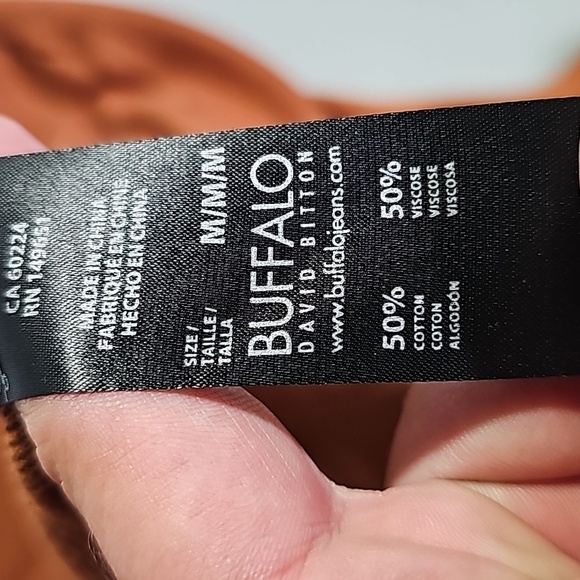 CA 60224
RN 149651
MADE IN CHINA
FABRIQUE EN CHINE
HECHO EN CHINA
SIZE/
TAILLE/
TALLA
M/M/M
BUFFALO
DAVID BITTON
www.buffalojeans.com
50%
COTTON
COTON
ALGODÓN
50%
VISCOSE
VISCOSE
VISCOSA